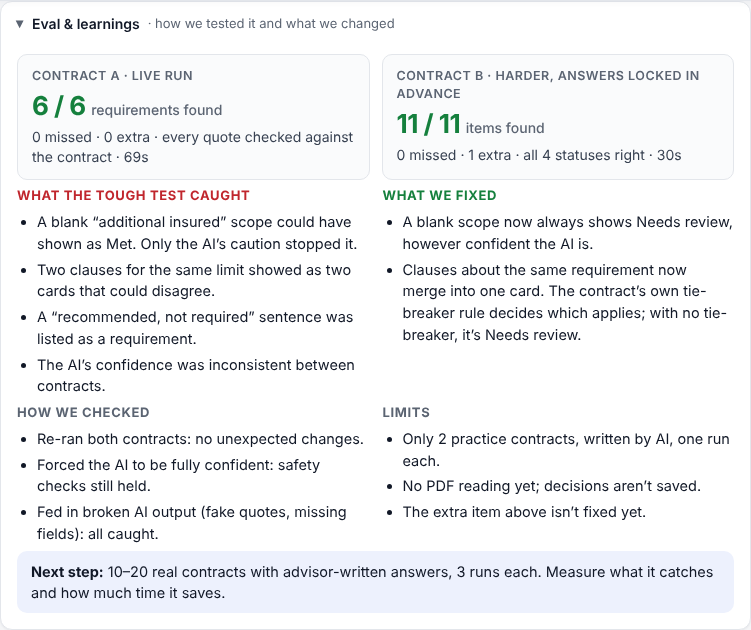 ▼ Eval & learnings · how we tested it and what we changed
CONTRACT A · LIVE RUN
6 / 6 requirements found
0 missed · 0 extra · every quote checked against
the contract · 69s
CONTRACT B · HARDER, ANSWERS LOCKED IN
ADVANCE
11 / 11 items found
0 missed · 1 extra · all 4 statuses right · 30s
WHAT THE TOUGH TEST CAUGHT
• A blank “additional insured” scope could have
shown as Met. Only the AI’s caution stopped it.
• Two clauses for the same limit showed as two
cards that could disagree.
• A “recommended, not required” sentence was
listed as a requirement.
• The AI’s confidence was inconsistent between
contracts.
WHAT WE FIXED
• A blank scope now always shows Needs review,
however confident the AI is.
• Clauses about the same requirement now
merge into one card. The contract’s own tie-
breaker rule decides which applies; with no tie-
breaker, it’s Needs review.
HOW WE CHECKED
• Re-ran both contracts: no unexpected changes.
• Forced the AI to be fully confident: safety
checks still held.
• Fed in broken AI output (fake quotes, missing
fields): all caught.
LIMITS
• Only 2 practice contracts, written by AI, one run
each.
• No PDF reading yet; decisions aren’t saved.
• The extra item above isn’t fixed yet.
Next step: 10–20 real contracts with advisor-written answers, 3 runs each. Measure what it catches
and how much time it saves.